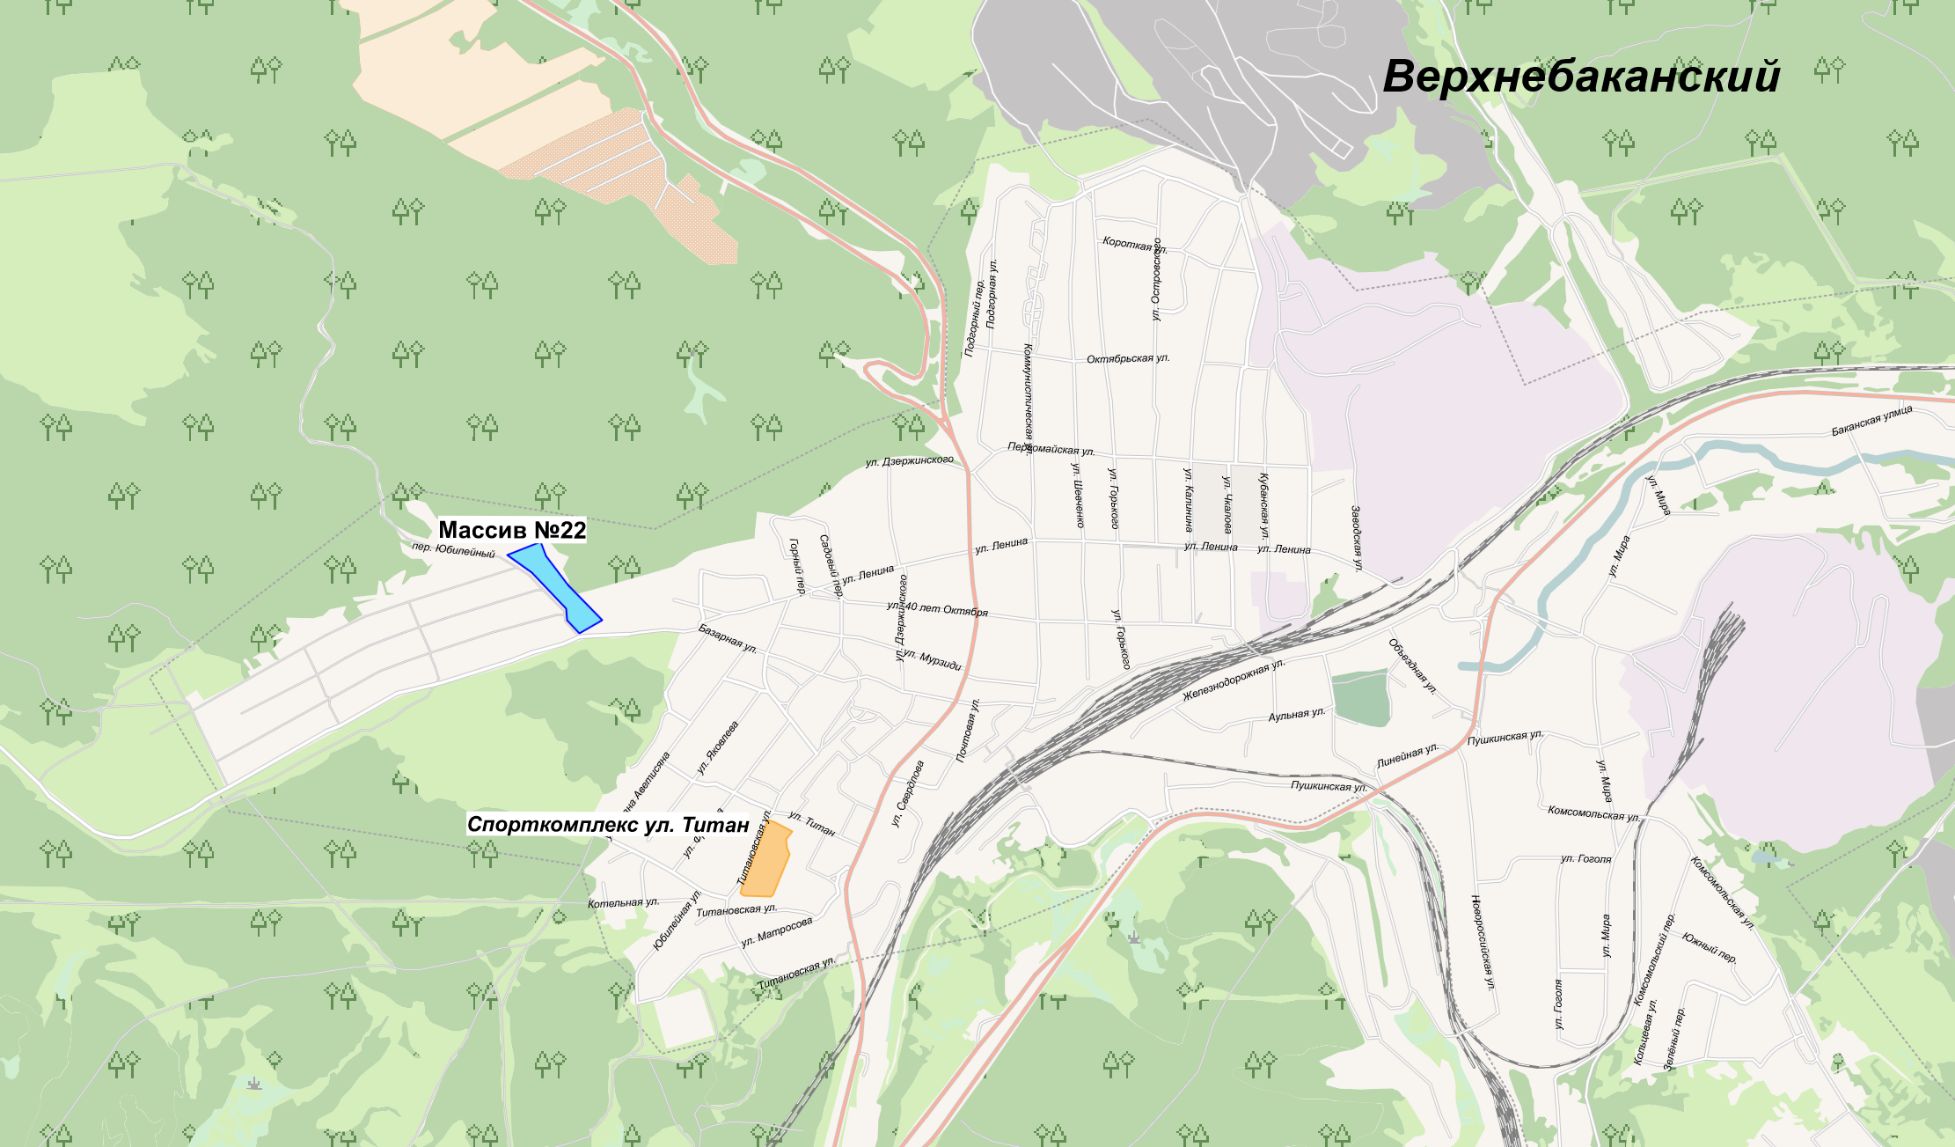 Верхнебаканский
Короткая ул.
ул. Островского
Подгорный пер.
Подгорная ул.
Октябрьская ул.
Коммунистическая ул.
Баканская улмца
Первомайская ул.
ул. Дзержинского
ул. Шевченко
ул. Горького
ул. Калинина
ул. Чкалова
Кубанская ул.
ул. Мира
Заводская ул.
Массив №22
пер. Юбилейный
Горный пер.
Садовый пер.
ул. Ленина
ул. Ленина
ул. Ленина
ул. Ленина
ул. Мира
ул. 40 лет Октября
ул. Дзержинского
ул. Горького
Базарная ул.
ул. Мурзиди
Объездная ул.
Железнодорожная ул.
Аульная ул.
Почтовая ул.
ул. Яковлева
Линейная ул.
Пушкинская ул.
Пушкинская ул.
ул. Мира
ул. Свердлова
Комсомольская ул.
Спорткомплекс ул. Титан
Титановская ул.
ул. Титан
ул. Гоголя
Комсомольская ул.
Котельная ул.
Юбилейная ул.
Титановская ул.
ул. Матросова
Титановская ул.
Новороссийская ул.
ул. Мира
Комсомольский пер.
Южный пер.
ул. Гоголя
Кольцевая ул.
Зелёный пер.